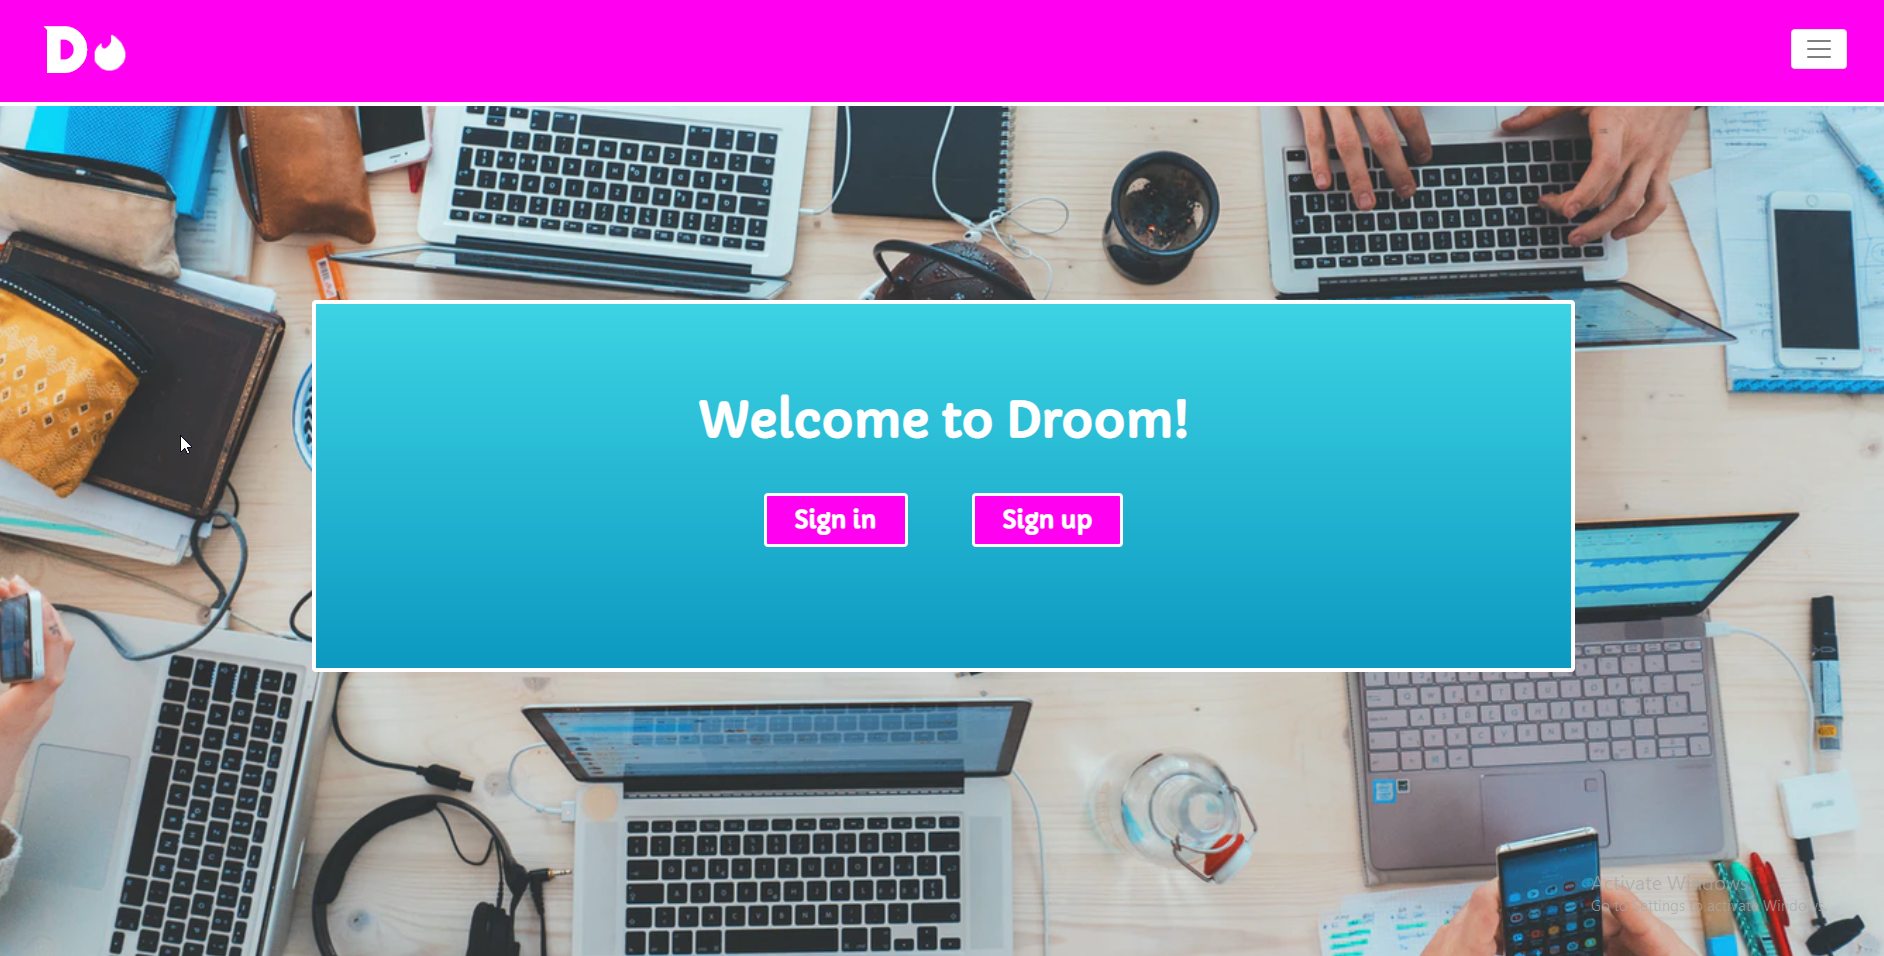 D
Welcome to Droom!
Sign in
Sign up
Activate Windows
Go to Settings to activate Windows.